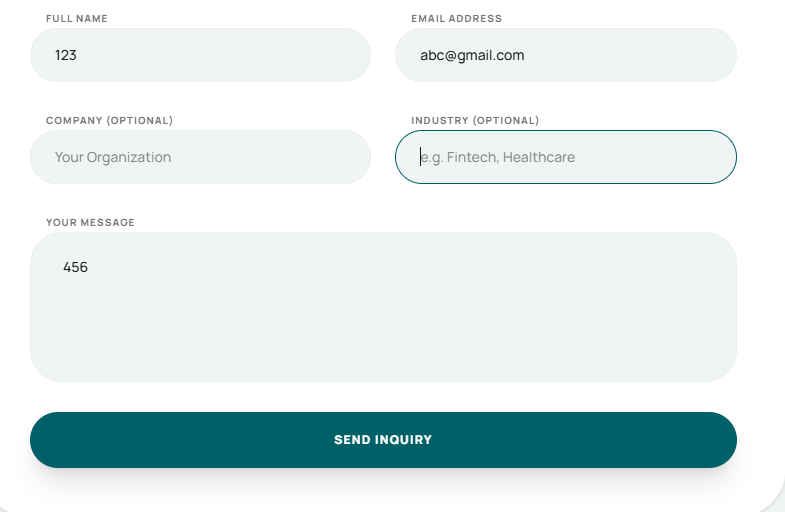 FULL NAME
EMAIL ADDRESS
123
abc@gmail.com
COMPANY (OPTIONAL)
INDUSTRY (OPTIONAL)
Your Organization
e.g. Fintech, Healthcare
YOUR MESSAGE
456
SEND INQUIRY